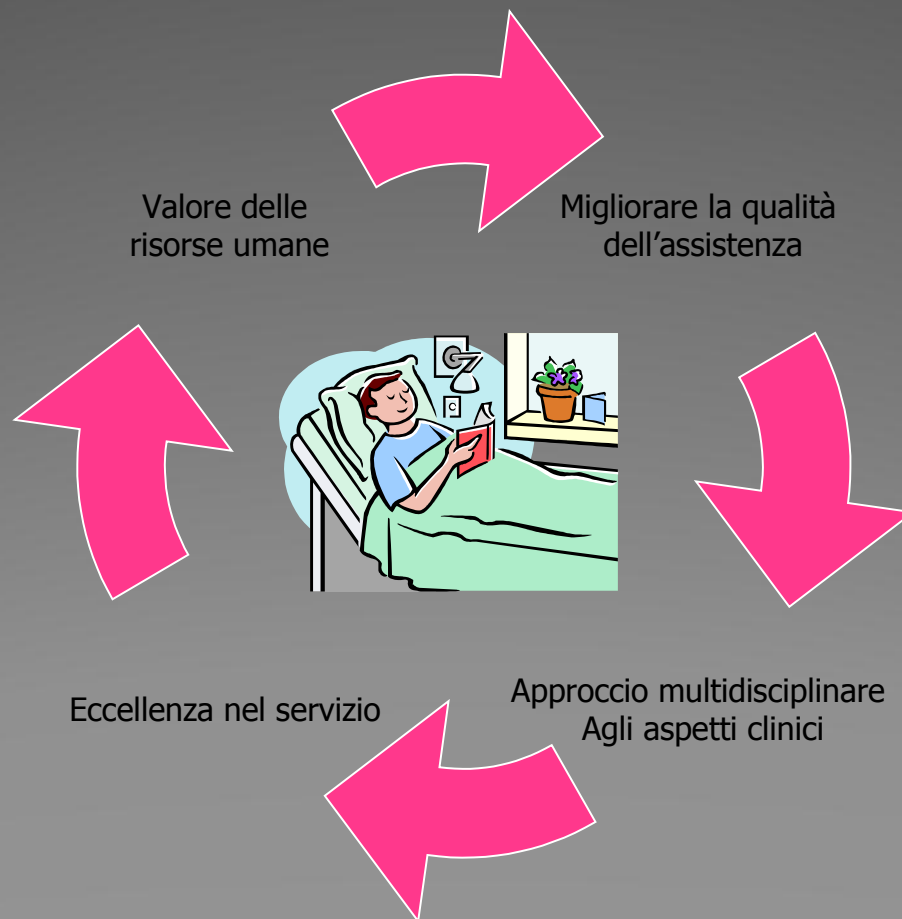 Valore delle
risorse umane
Migliorare la qualità
dell’assistenza
Eccellenza nel servizio
Approccio multidisciplinare
Agli aspetti clinici